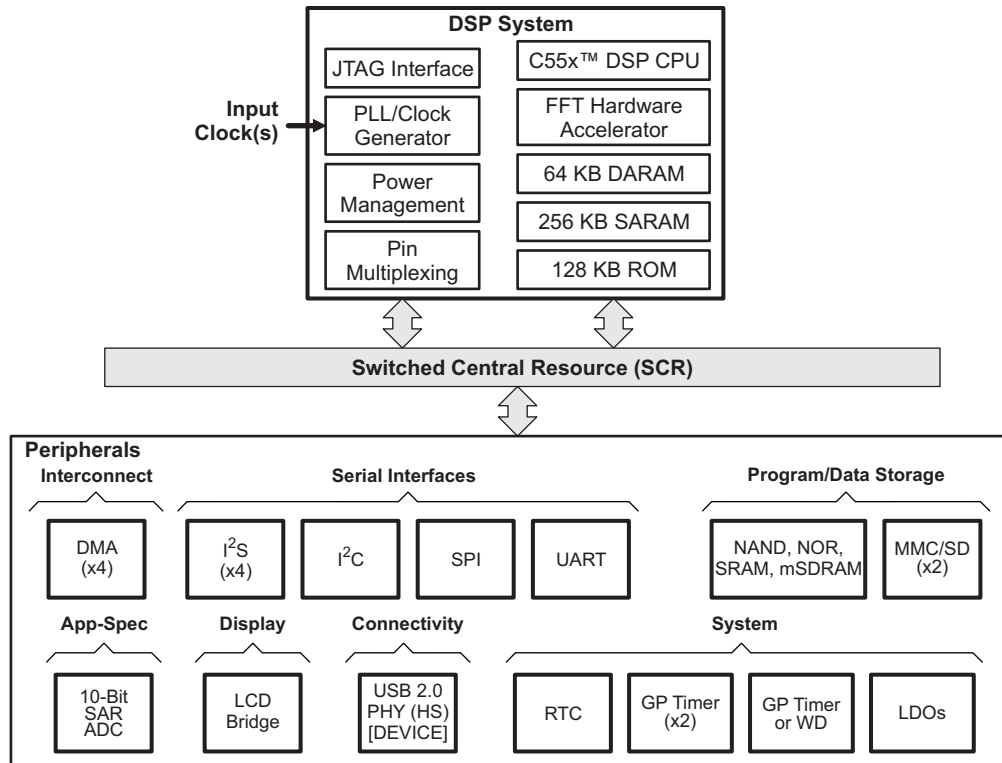 DSP System
JTAG Interface
C55x™ DSP CPU
Input
Clock(s)
PLL/Clock
Generator
FFT Hardware
Accelerator
Power
Management
64 KB DARAM
256 KB SARAM
Pin
Multiplexing
128 KB ROM
Switched Central Resource (SCR)
Peripherals
Interconnect
Serial Interfaces
Program/Data Storage
DMA
(x4)
I²S
(x4)
I²C
SPI
UART
NAND, NOR,
SRAM, mSDRAM
MMC/SD
(x2)
App-Spec
Display
Connectivity
System
10-Bit
SAR
ADC
LCD
Bridge
USB 2.0
PHY (HS)
[DEVICE]
RTC
GP Timer
(x2)
GP Timer
or WD
LDOs